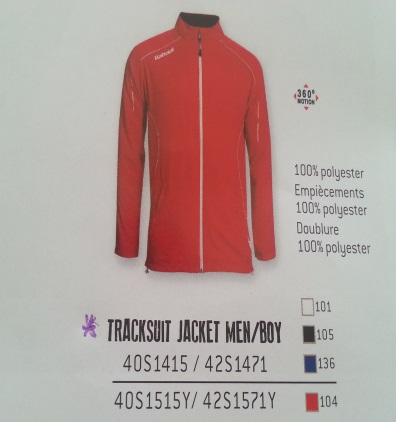 Babolat
360°
MOTION
100% polyester
Empiècements
100% polyester
Doublure
100% polyester
101
TRACKSUIT JACKET MEN/BOY
105
40S1415 / 42S1471
136
40S1515Y/ 42S1571Y
104